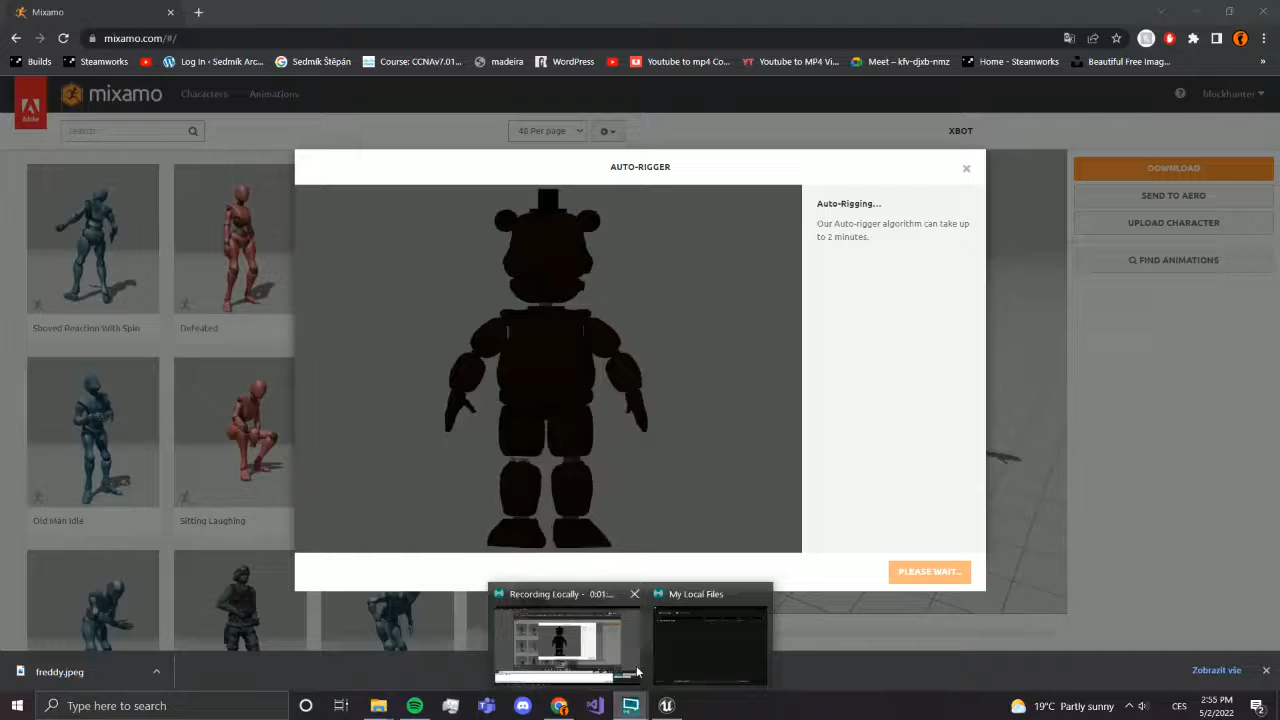 Mixamo
mixamo.com/#/
Builds
Steamworks
Log In ‹ Sedmik Arc...
Sedmik Štěpán
Course: CCNAv7.01...
madeira
WordPress
Youtube to mp4 Co...
Youtube to MP4 Vi...
Meet – kfv-djxb-nmz
Home - Steamworks
Beautiful Free Imag...
»
Adobe
mixamo
Characters
Animations
blockhunter
Search
48 Per page
XBOT
AUTO-RIGGER
DOWNLOAD
SEND TO AERO
UPLOAD CHARACTER
FIND ANIMATIONS
Auto-Rigging...
Our Auto-rigger algorithm can take up
to 2 minutes.
Shoved Reaction With Spin
Defeated
Old Man Idle
Sitting Laughing
PLEASE WAIT...
Recording Locally - 0:01:...
My Local Files
freddy.jpeg
Zobrazit vše
Type here to search
19°C Partly sunny
CES
2:55 PM
5/2/2022
2